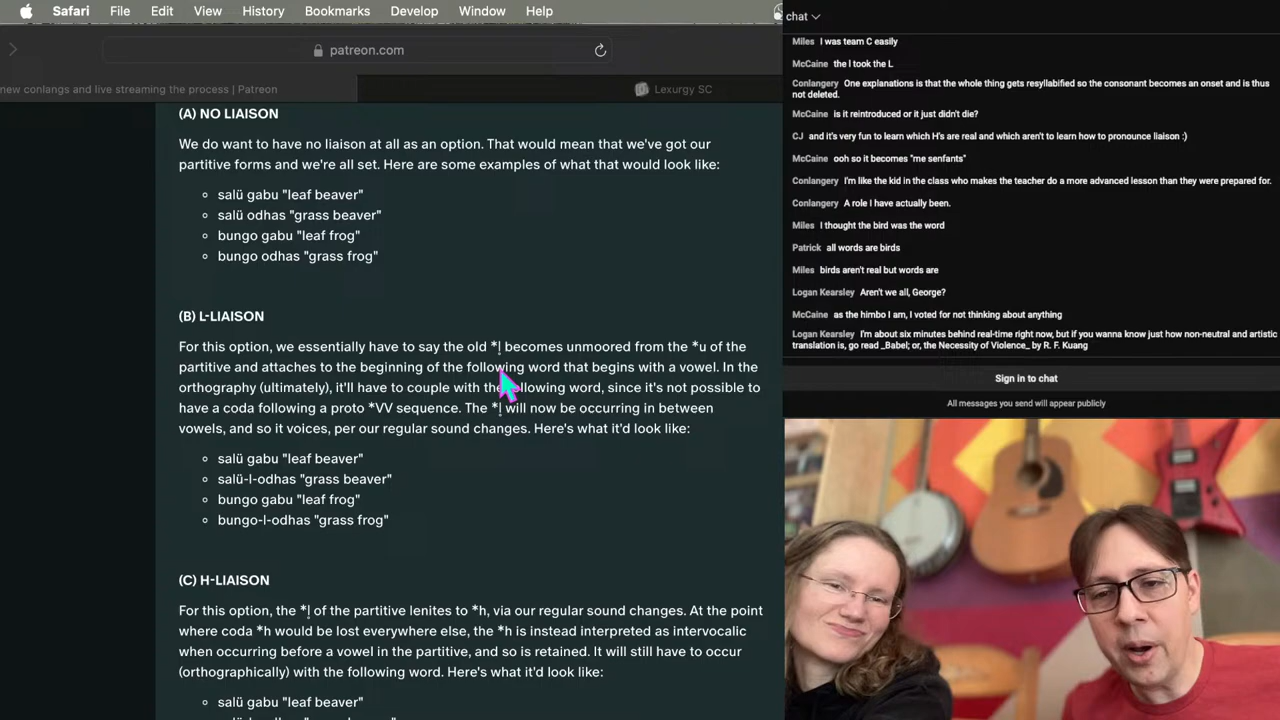 Safari File Edit View History Bookmarks Develop Window Help
patreon.com
new conlangs and live streaming the process | Patreon
Lexurgy SC
(A) NO LIAISON
We do want to have no liaison at all as an option. That would mean that we've got our
partitive forms and we're all set. Here are some examples of what that would look like:
salü gabu "leaf beaver"
salü odhas "grass beaver"
bungo gabu "leaf frog"
bungo odhas "grass frog"
(B) L-LIAISON
For this option, we essentially have to say the old *l̥ becomes unmoored from the *u of the
partitive and attaches to the beginning of the following word that begins with a vowel. In the
orthography (ultimately), it'll have to couple with the following word, since it's not possible to
have a coda following a proto *VV sequence. The *l̥ will now be occurring in between
vowels, and so it voices, per our regular sound changes. Here's what it'd look like:
salü gabu "leaf beaver"
salü-l-odhas "grass beaver"
bungo gabu "leaf frog"
bungo-l-odhas "grass frog"
(C) H-LIAISON
For this option, the *l̥ of the partitive lenites to *h, via our regular sound changes. At the point
where coda *h would be lost everywhere else, the *h is instead interpreted as intervocalic
when occurring before a vowel in the partitive, and so is retained. It will still have to occur
(orthographically) with the following word. Here's what it'd look like:
salü gabu "leaf beaver"
chat
Miles I was team C easily
McCaine the l took the L
Conlangery One explanations is that the whole thing gets resyllabified so the consonant becomes an onset and is thus
not deleted.
McCaine is it reintroduced or it just didn't die?
CJ and it's very fun to learn which H's are real and which aren't to learn how to pronounce liaison :)
McCaine ooh so it becomes "me senfants"
Conlangery I'm like the kid in the class who makes the teacher do a more advanced lesson than they were prepared for.
Conlangery A role I have actually been.
Miles I thought the bird was the word
Patrick all words are birds
Miles birds aren't real but words are
Logan Kearsley Aren't we all, George?
McCaine as the himbo I am, I voted for not thinking about anything
Logan Kearsley I'm about six minutes behind real-time right now, but if you wanna know just how non-neutral and artistic
translation is, go read _Babel; or, the Necessity of Violence_ by R. F. Kuang
Sign in to chat
All messages you send will appear publicly